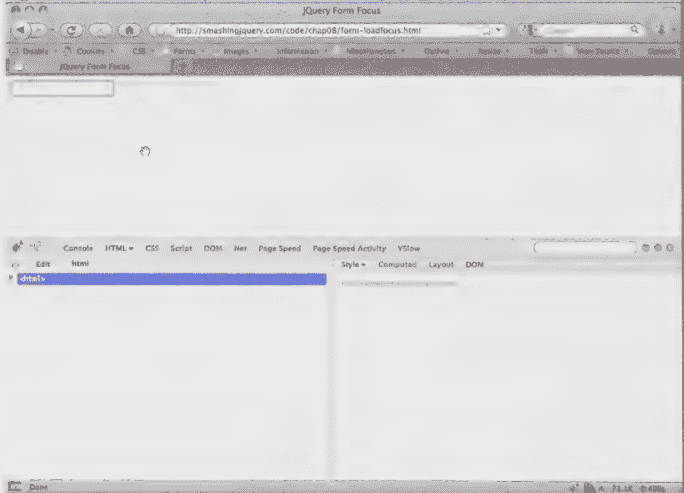 jQuery Form Focus
http://smashingjquery.com/code/chap08/form-loadfocus.html
Disable Cookies CSS Forms Images Information Miscellaneous Outline Resize Tools View Source Options
jQuery Form Focus
Console HTML CSS Script DOM Net Page Speed Page Speed Activity YSlow
Edit html Style Computed Layout DOM
<html>
Done